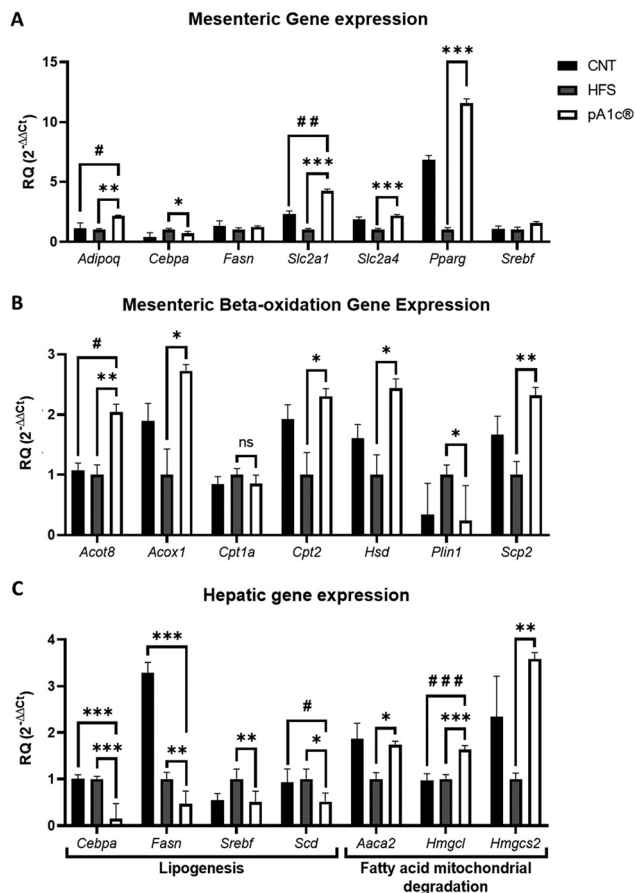 A
Mesenteric Gene expression
RQ (2^-ΔΔCt)
15
10
5
0
#
**
*
##
***
***
***
CNT
HFS
pA1c®
Adipoq Cebpa Fasn Slc2a1 Slc2a4 Pparg Srebf
B
Mesenteric Beta-oxidation Gene Expression
RQ (2^-ΔΔCt)
3
2
1
0
#
**
*
ns
*
*
*
**
Acot8 Acox1 Cpt1a Cpt2 Hsd Plin1 Scp2
C
Hepatic gene expression
RQ (2^-ΔΔCt)
4
3
2
1
0
***
***
***
**
**
#
*
*
###
***
**
Cebpa Fasn Srebf Scd Aaca2 Hmgcl Hmgcs2
Lipogenesis
Fatty acid mitochondrial
degradation